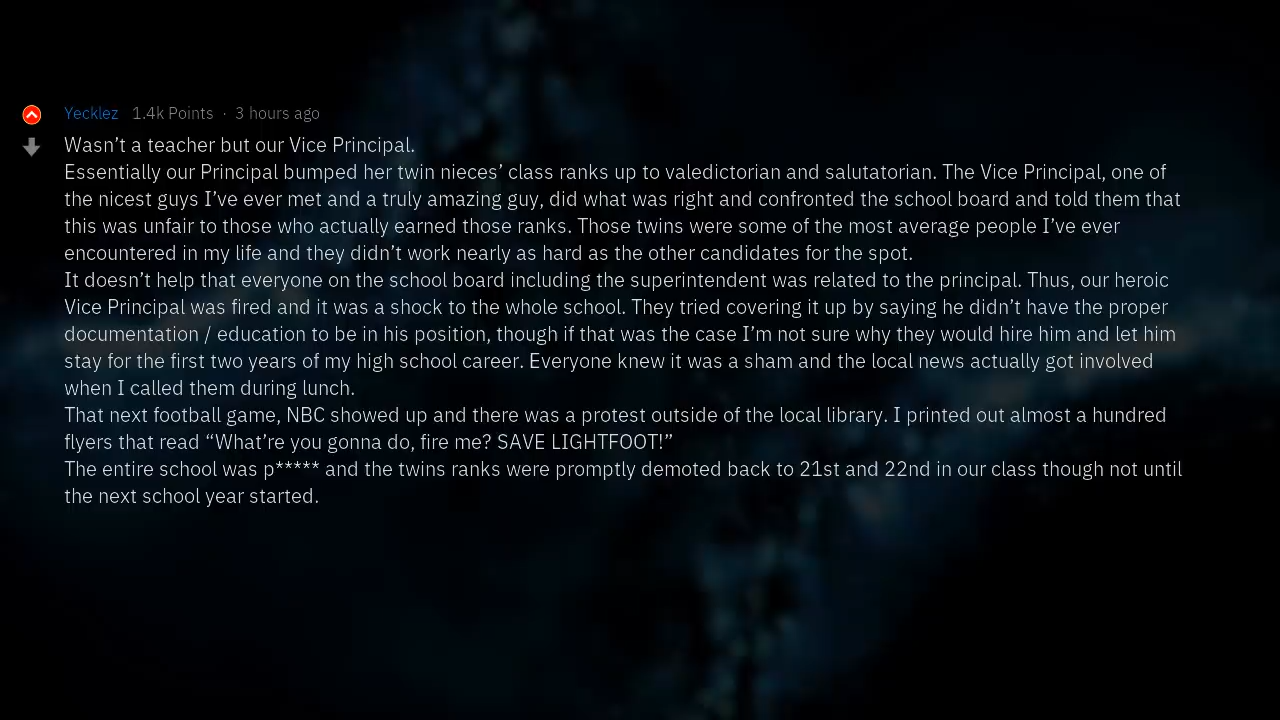 Yecklez 1.4k Points · 3 hours ago
Wasn’t a teacher but our Vice Principal.
Essentially our Principal bumped her twin nieces’ class ranks up to valedictorian and salutatorian. The Vice Principal, one of
the nicest guys I’ve ever met and a truly amazing guy, did what was right and confronted the school board and told them that
this was unfair to those who actually earned those ranks. Those twins were some of the most average people I’ve ever
encountered in my life and they didn’t work nearly as hard as the other candidates for the spot.
It doesn’t help that everyone on the school board including the superintendent was related to the principal. Thus, our heroic
Vice Principal was fired and it was a shock to the whole school. They tried covering it up by saying he didn’t have the proper
documentation / education to be in his position, though if that was the case I’m not sure why they would hire him and let him
stay for the first two years of my high school career. Everyone knew it was a sham and the local news actually got involved
when I called them during lunch.
That next football game, NBC showed up and there was a protest outside of the local library. I printed out almost a hundred
flyers that read “What’re you gonna do, fire me? SAVE LIGHTFOOT!”
The entire school was p***** and the twins ranks were promptly demoted back to 21st and 22nd in our class though not until
the next school year started.